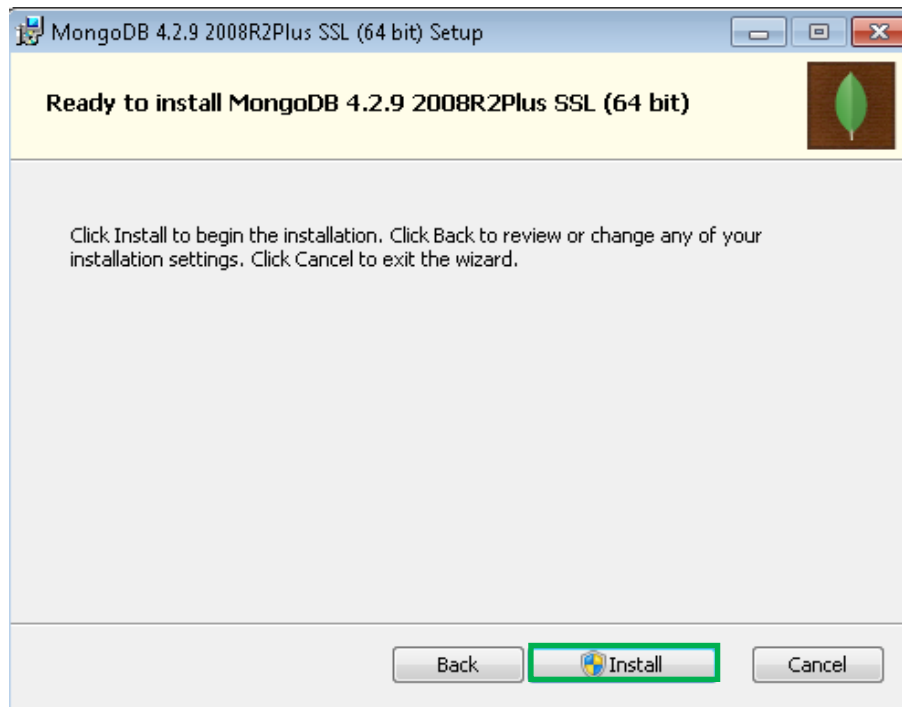 MongoDB 4.2.9 2008R2Plus SSL (64 bit) Setup
Ready to install MongoDB 4.2.9 2008R2Plus SSL (64 bit)
Click Install to begin the installation. Click Back to review or change any of your
installation settings. Click Cancel to exit the wizard.
Back Install Cancel